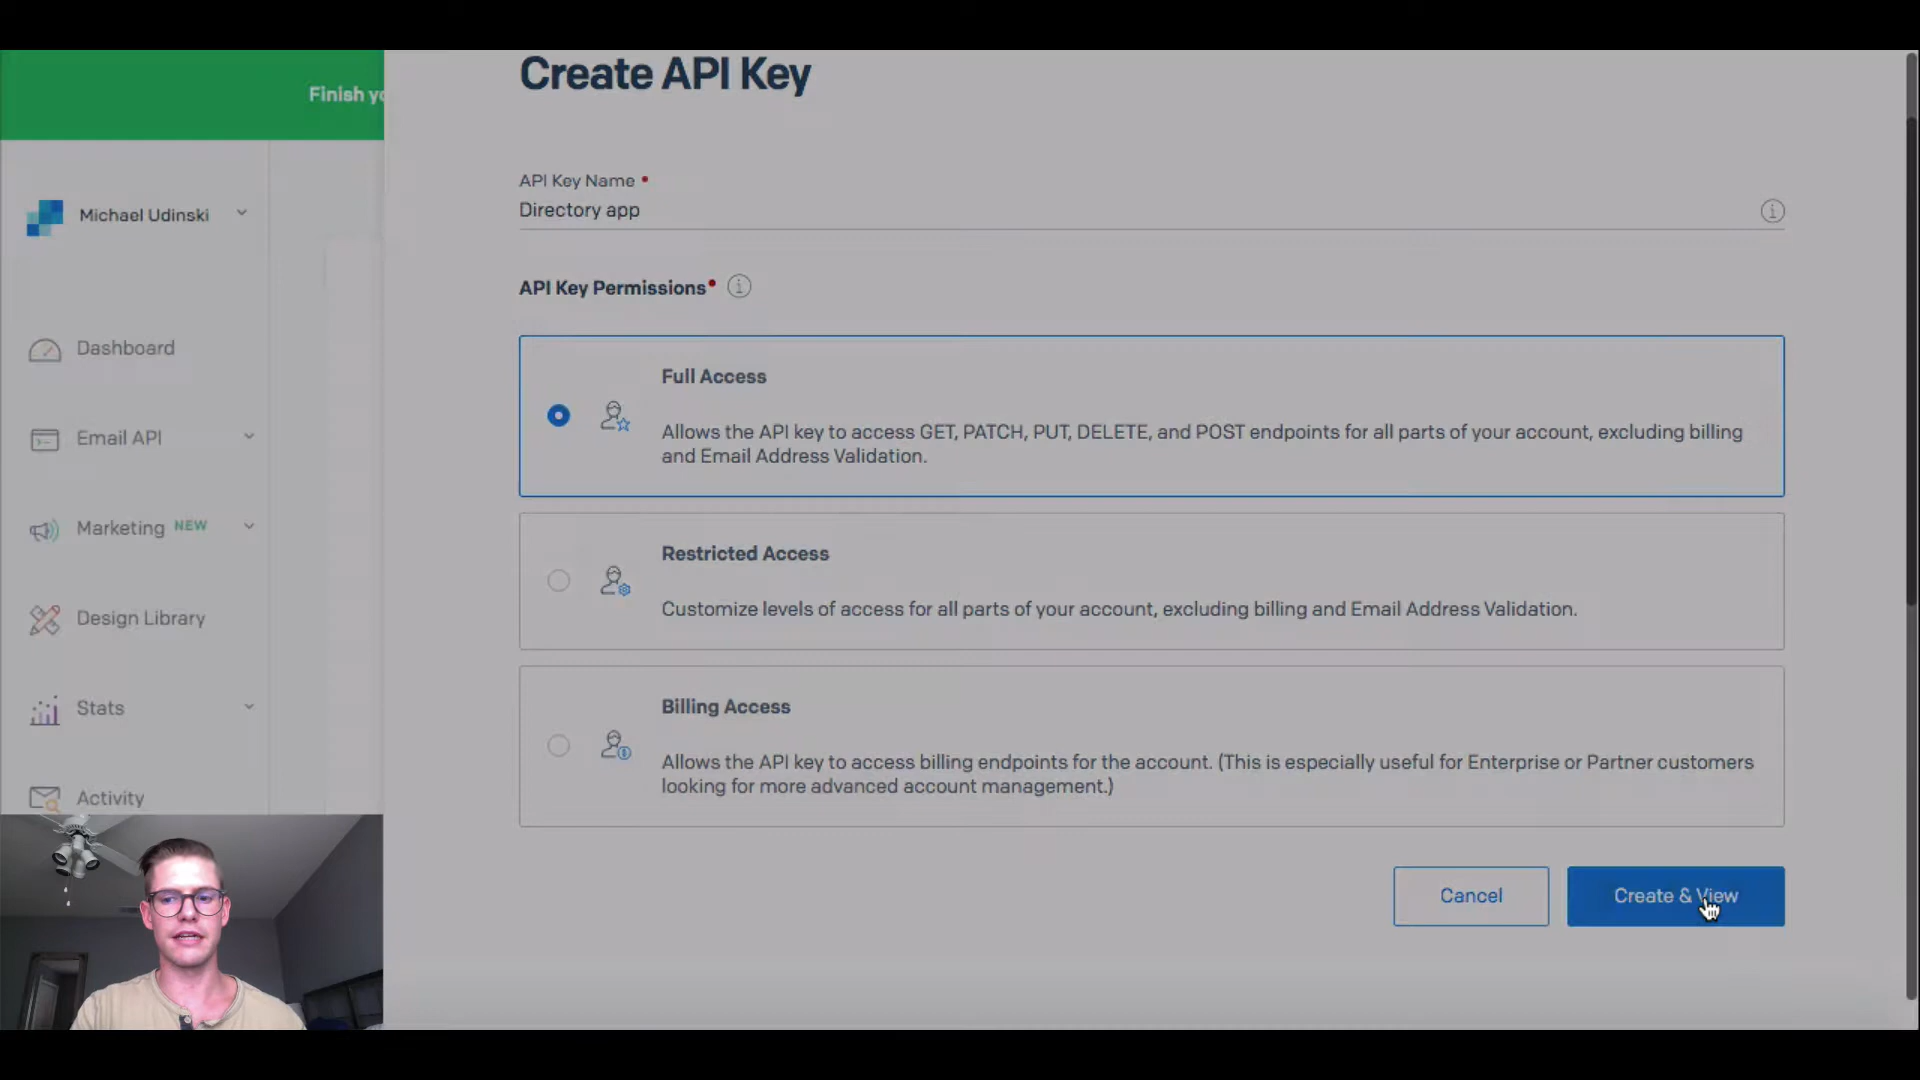 Create API Key
Finish yo
API Key Name
Directory app
Michael Udinski
API Key Permissions
Dashboard
Email API
Marketing NEW
Design Library
Stats
Activity
Full Access
Allows the API key to access GET, PATCH, PUT, DELETE, and POST endpoints for all parts of your account, excluding billing
and Email Address Validation.
Restricted Access
Customize levels of access for all parts of your account, excluding billing and Email Address Validation.
Billing Access
Allows the API key to access billing endpoints for the account. (This is especially useful for Enterprise or Partner customers
looking for more advanced account management.)
Cancel
Create & View